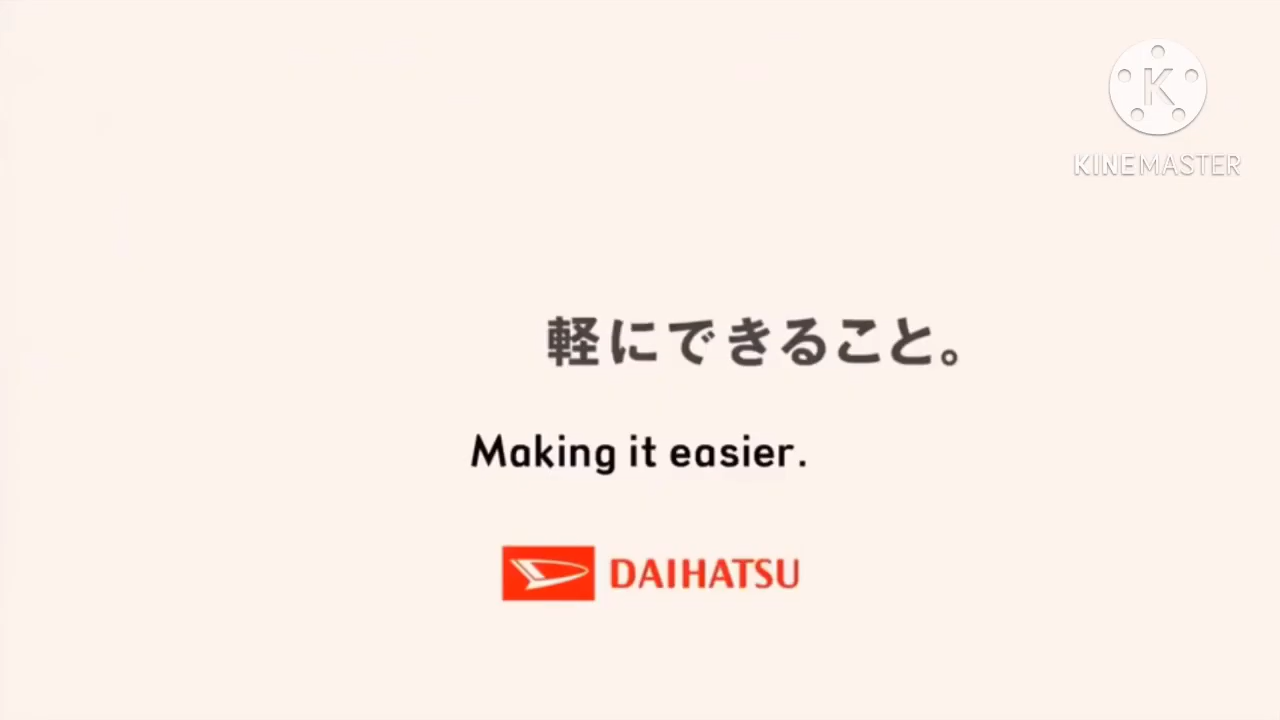 K
KINEMASTER
軽にできること。
Making it easier.
DAIHATSU